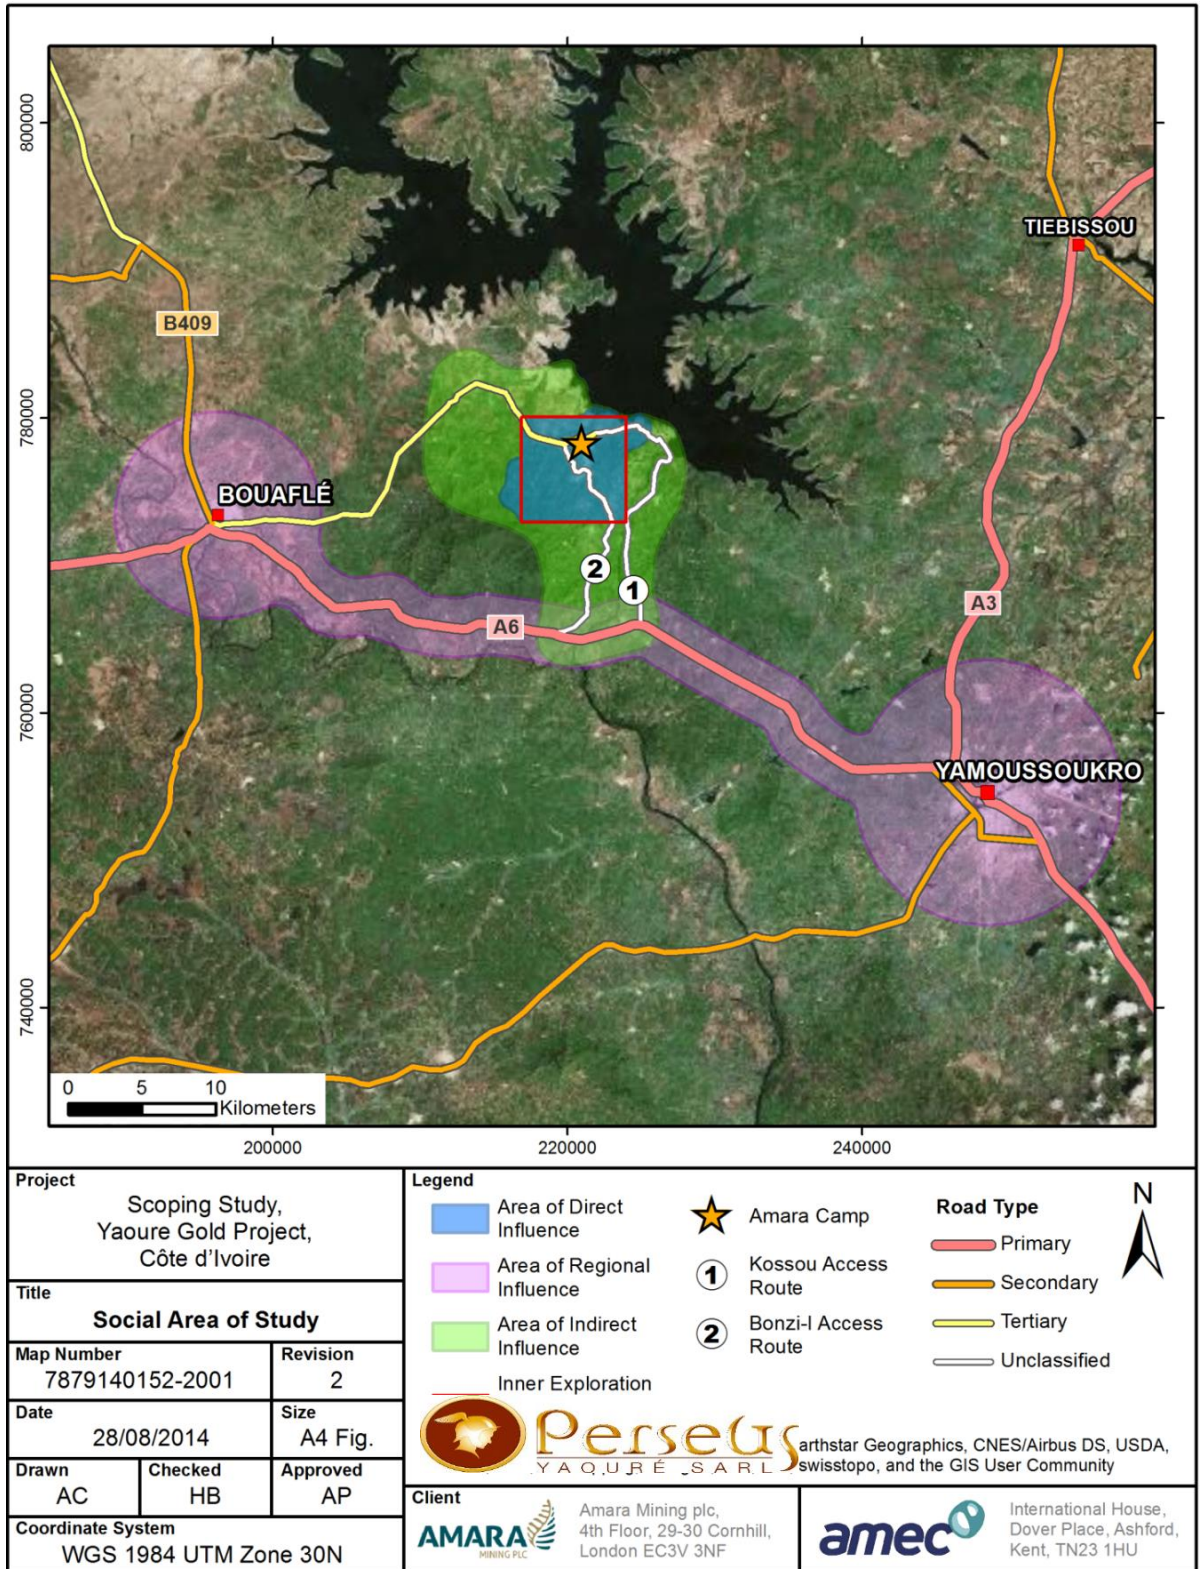 800000
780000
760000
740000
TIEBISSOU
B409
BOUAFLÉ
2
1
A6
A3
YAMOUSSOUKRO
0 5 10
Kilometers
200000 220000 240000
Project
Scoping Study,
Yaoure Gold Project,
Côte d'Ivoire
Title
Social Area of Study
Map Number
7879140152-2001
Revision
2
Date
28/08/2014
Size
A4 Fig.
Drawn
AC
Checked
HB
Approved
AP
Coordinate System
WGS 1984 UTM Zone 30N
Legend
Area of Direct
Influence
Area of Regional
Influence
Area of Indirect
Influence
Inner Exploration
Amara Camp
1 Kossou Access
Route
2 Bonzi-I Access
Route
Road Type
Primary
Secondary
Tertiary
Unclassified
N
Perseus
YAOURÉ SARL
arthstar Geographics, CNES/Airbus DS, USDA,
swisstopo, and the GIS User Community
Client
AMARA
MINING PLC
Amara Mining plc,
4th Floor, 29-30 Cornhill,
London EC3V 3NF
amec
International House,
Dover Place, Ashford,
Kent, TN23 1HU